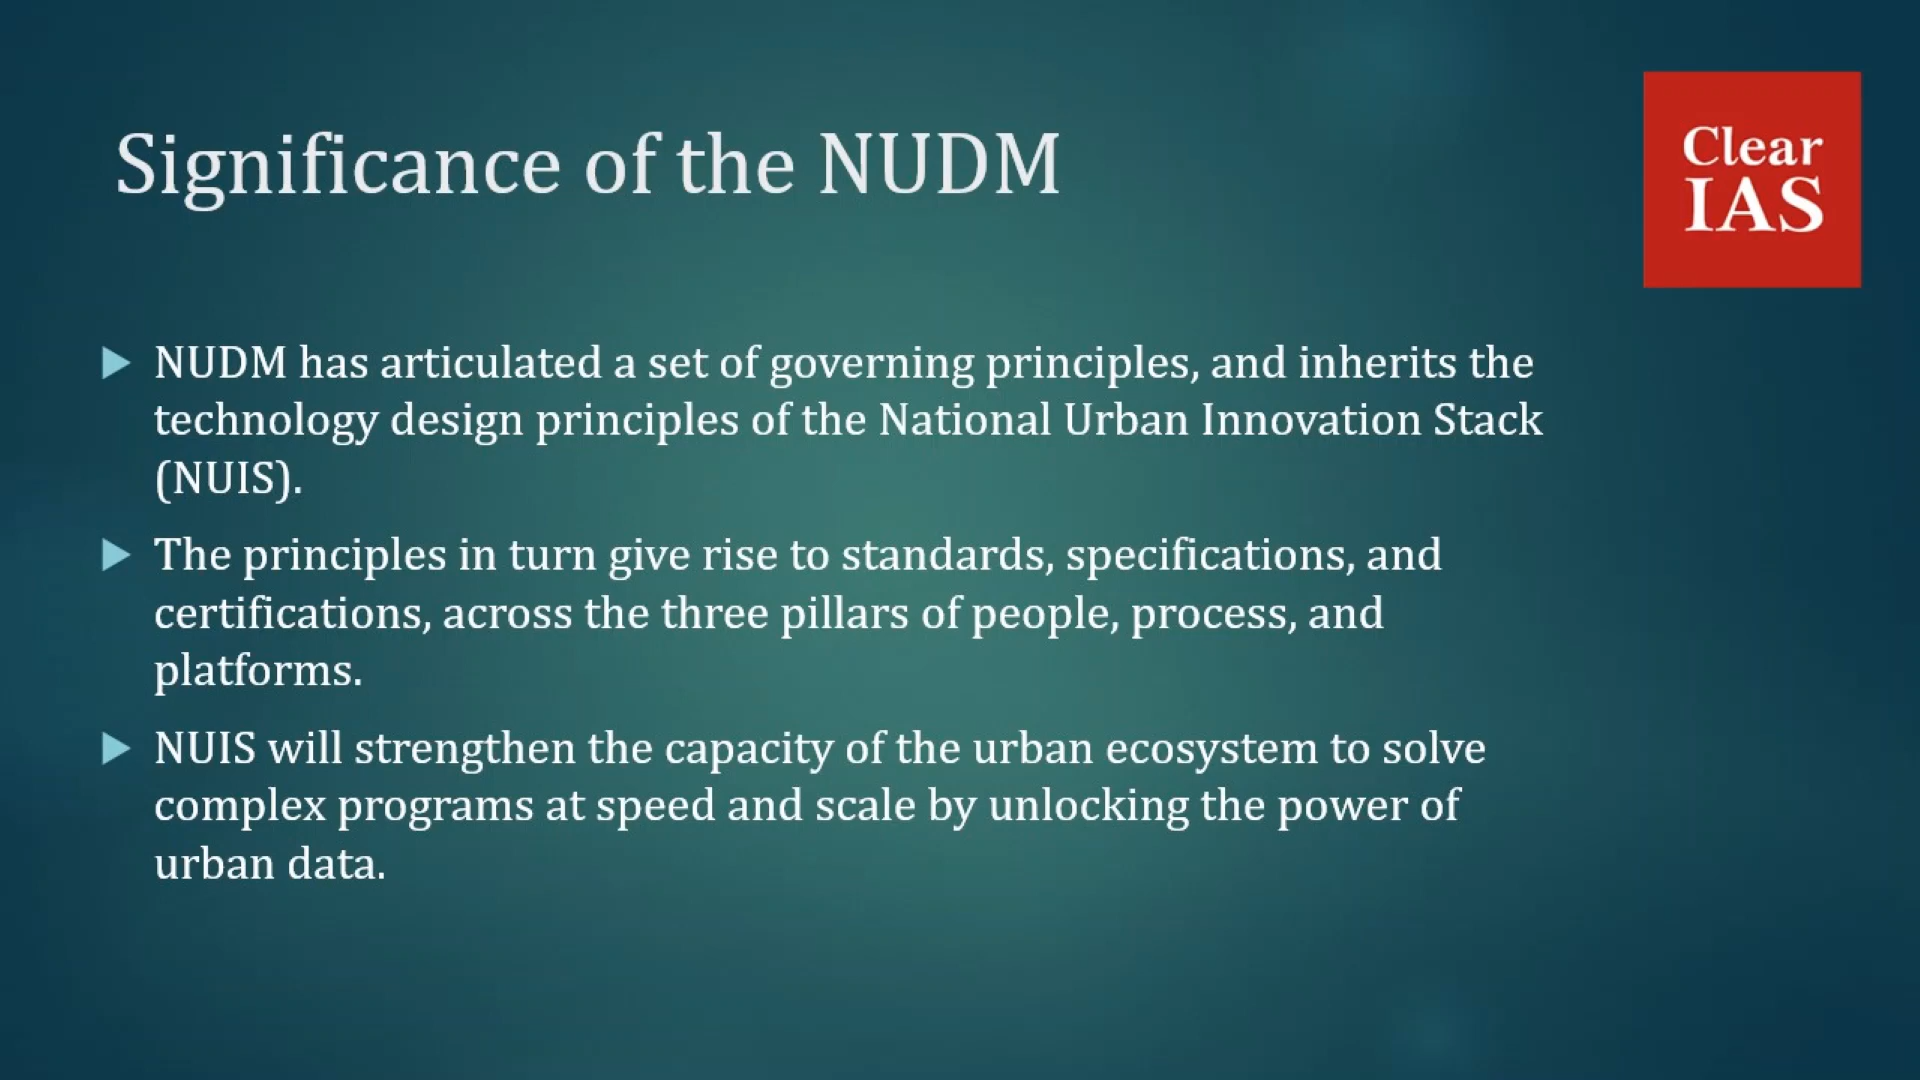 Significance of the NUDM
Clear
IAS
NUDM has articulated a set of governing principles, and inherits the
technology design principles of the National Urban Innovation Stack
(NUIS).
The principles in turn give rise to standards, specifications, and
certifications, across the three pillars of people, process, and
platforms.
NUIS will strengthen the capacity of the urban ecosystem to solve
complex programs at speed and scale by unlocking the power of
urban data.